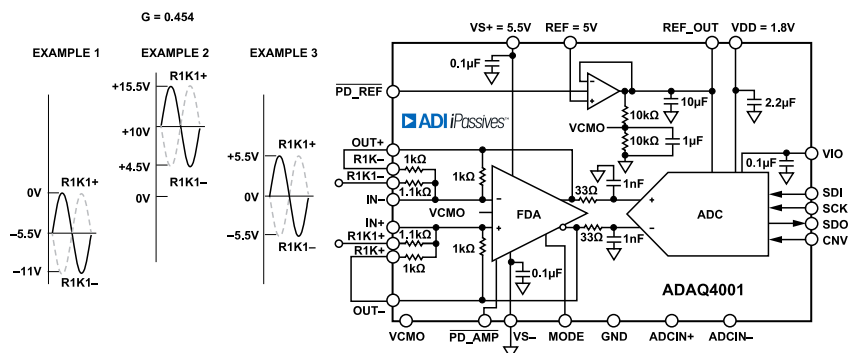 G = 0.454
EXAMPLE 1
EXAMPLE 2
EXAMPLE 3
R1K1+
+15.5V
+10V
+4.5V
R1K1–
0V
R1K1+
0V
–5.5V
–11V
R1K1–
R1K1+
+5.5V
0V
–5.5V
R1K1–
VS+ = 5.5V
REF = 5V
REF_OUT
VDD = 1.8V
0.1µF
PD_REF
10kΩ
10µF
2.2µF
ADI iPassives™
VCMO
10kΩ
1µF
OUT+
R1K–
1kΩ
R1K1–
1.1kΩ
IN–
1kΩ
VCMO
IN+
R1K1+
1.1kΩ
R1K+
1kΩ
1kΩ
OUT–
FDA
33Ω
1nF
33Ω
1nF
0.1µF
ADC
0.1µF
VIO
SDI
SCK
SDO
CNV
ADAQ4001
VCMO
PD_AMP
VS–
MODE
GND
ADCIN+
ADCIN–